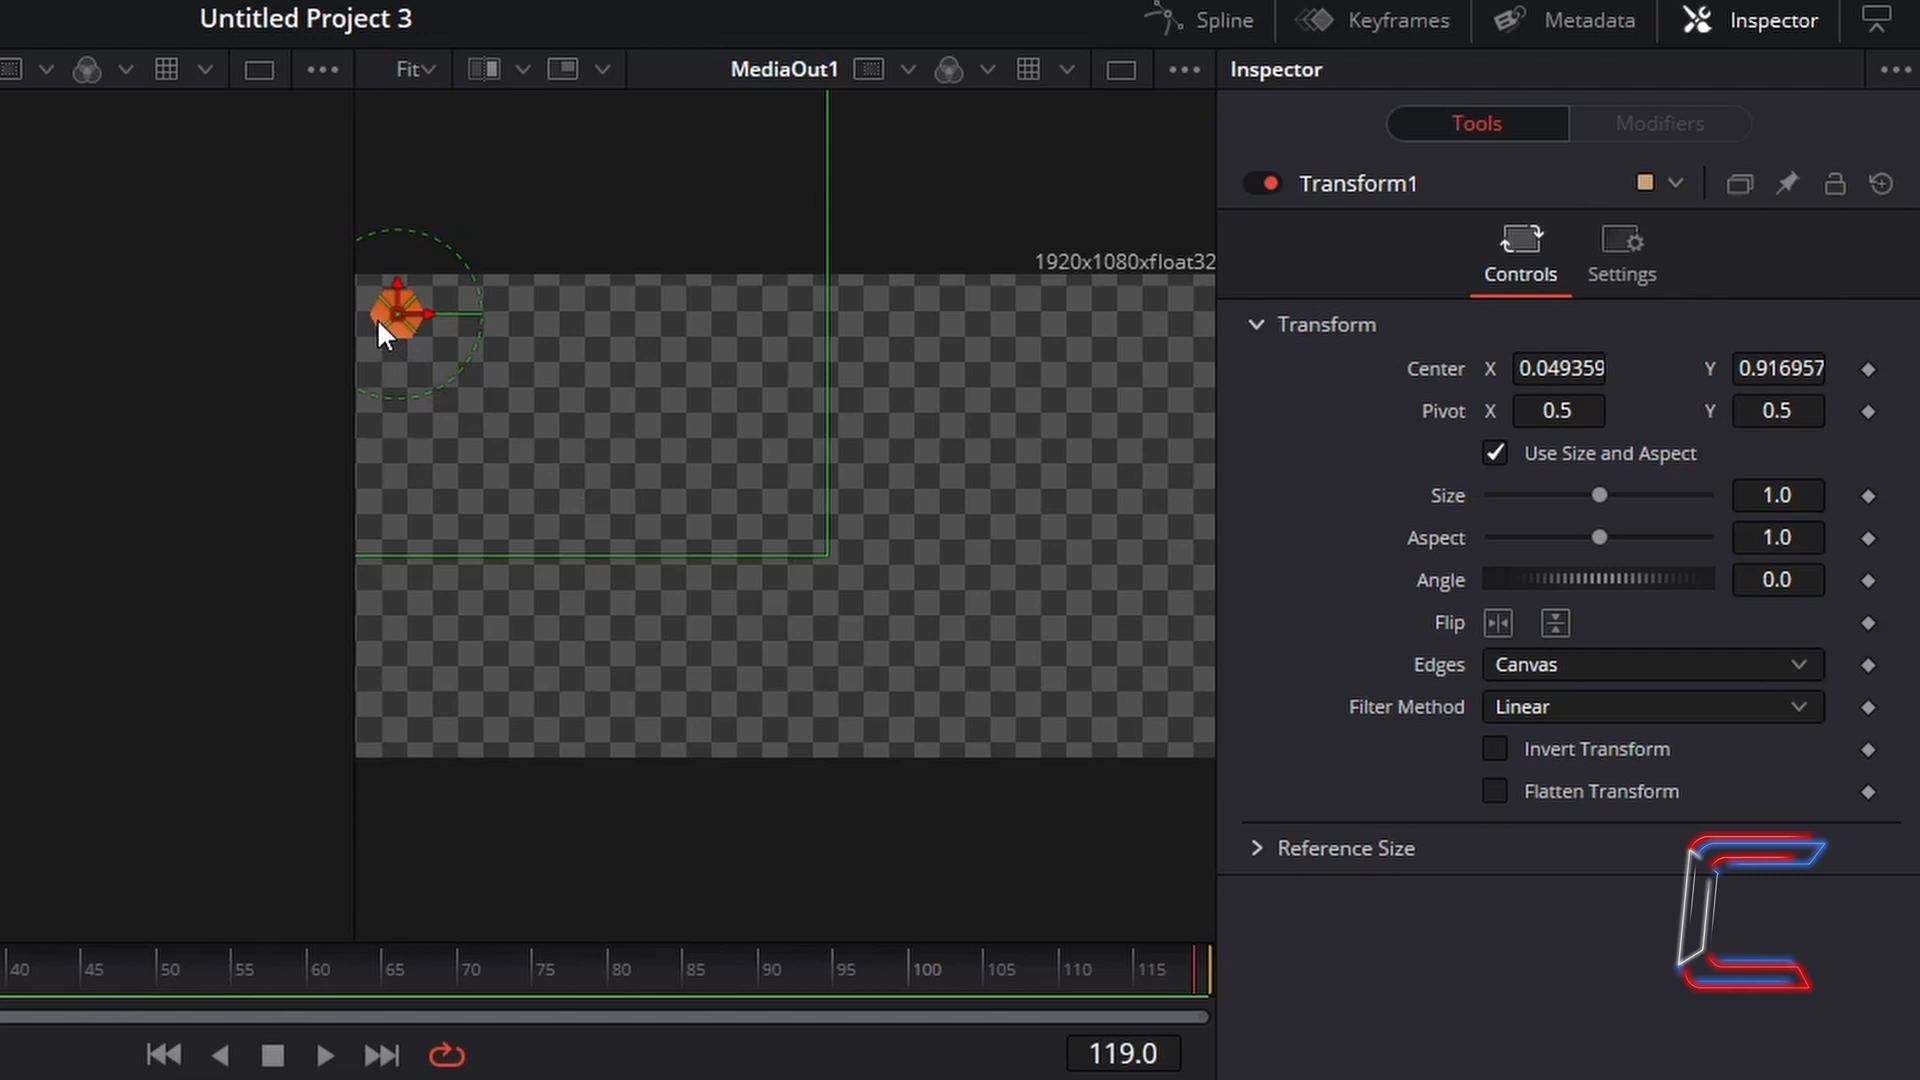 Untitled Project 3
Spline
Keyframes
Metadata
Inspector
Fit
MediaOut1
Inspector
Tools
Modifiers
Transform1
1920x1080xfloat32
Controls
Settings
Transform
Center X 0.049359 Y 0.916957
Pivot X 0.5 Y 0.5
Use Size and Aspect
Size 1.0
Aspect 1.0
Angle 0.0
Flip
Edges Canvas
Filter Method Linear
Invert Transform
Flatten Transform
Reference Size
40 45 50 55 60 65 70 75 80 85 90 95 100 105 110 115
119.0